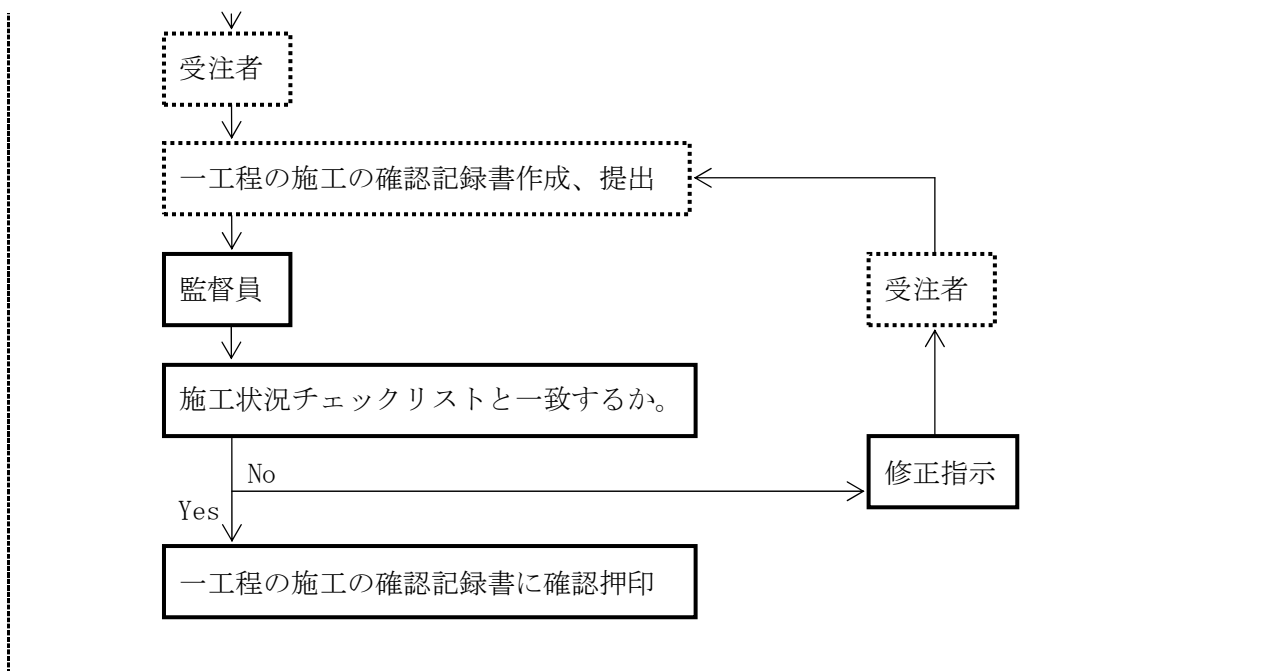 受注者
一工程の施工の確認記録書作成、提出
監督員
受注者
施工状況チェックリストと一致するか。
No
修正指示
Yes
一工程の施工の確認記録書に確認押印